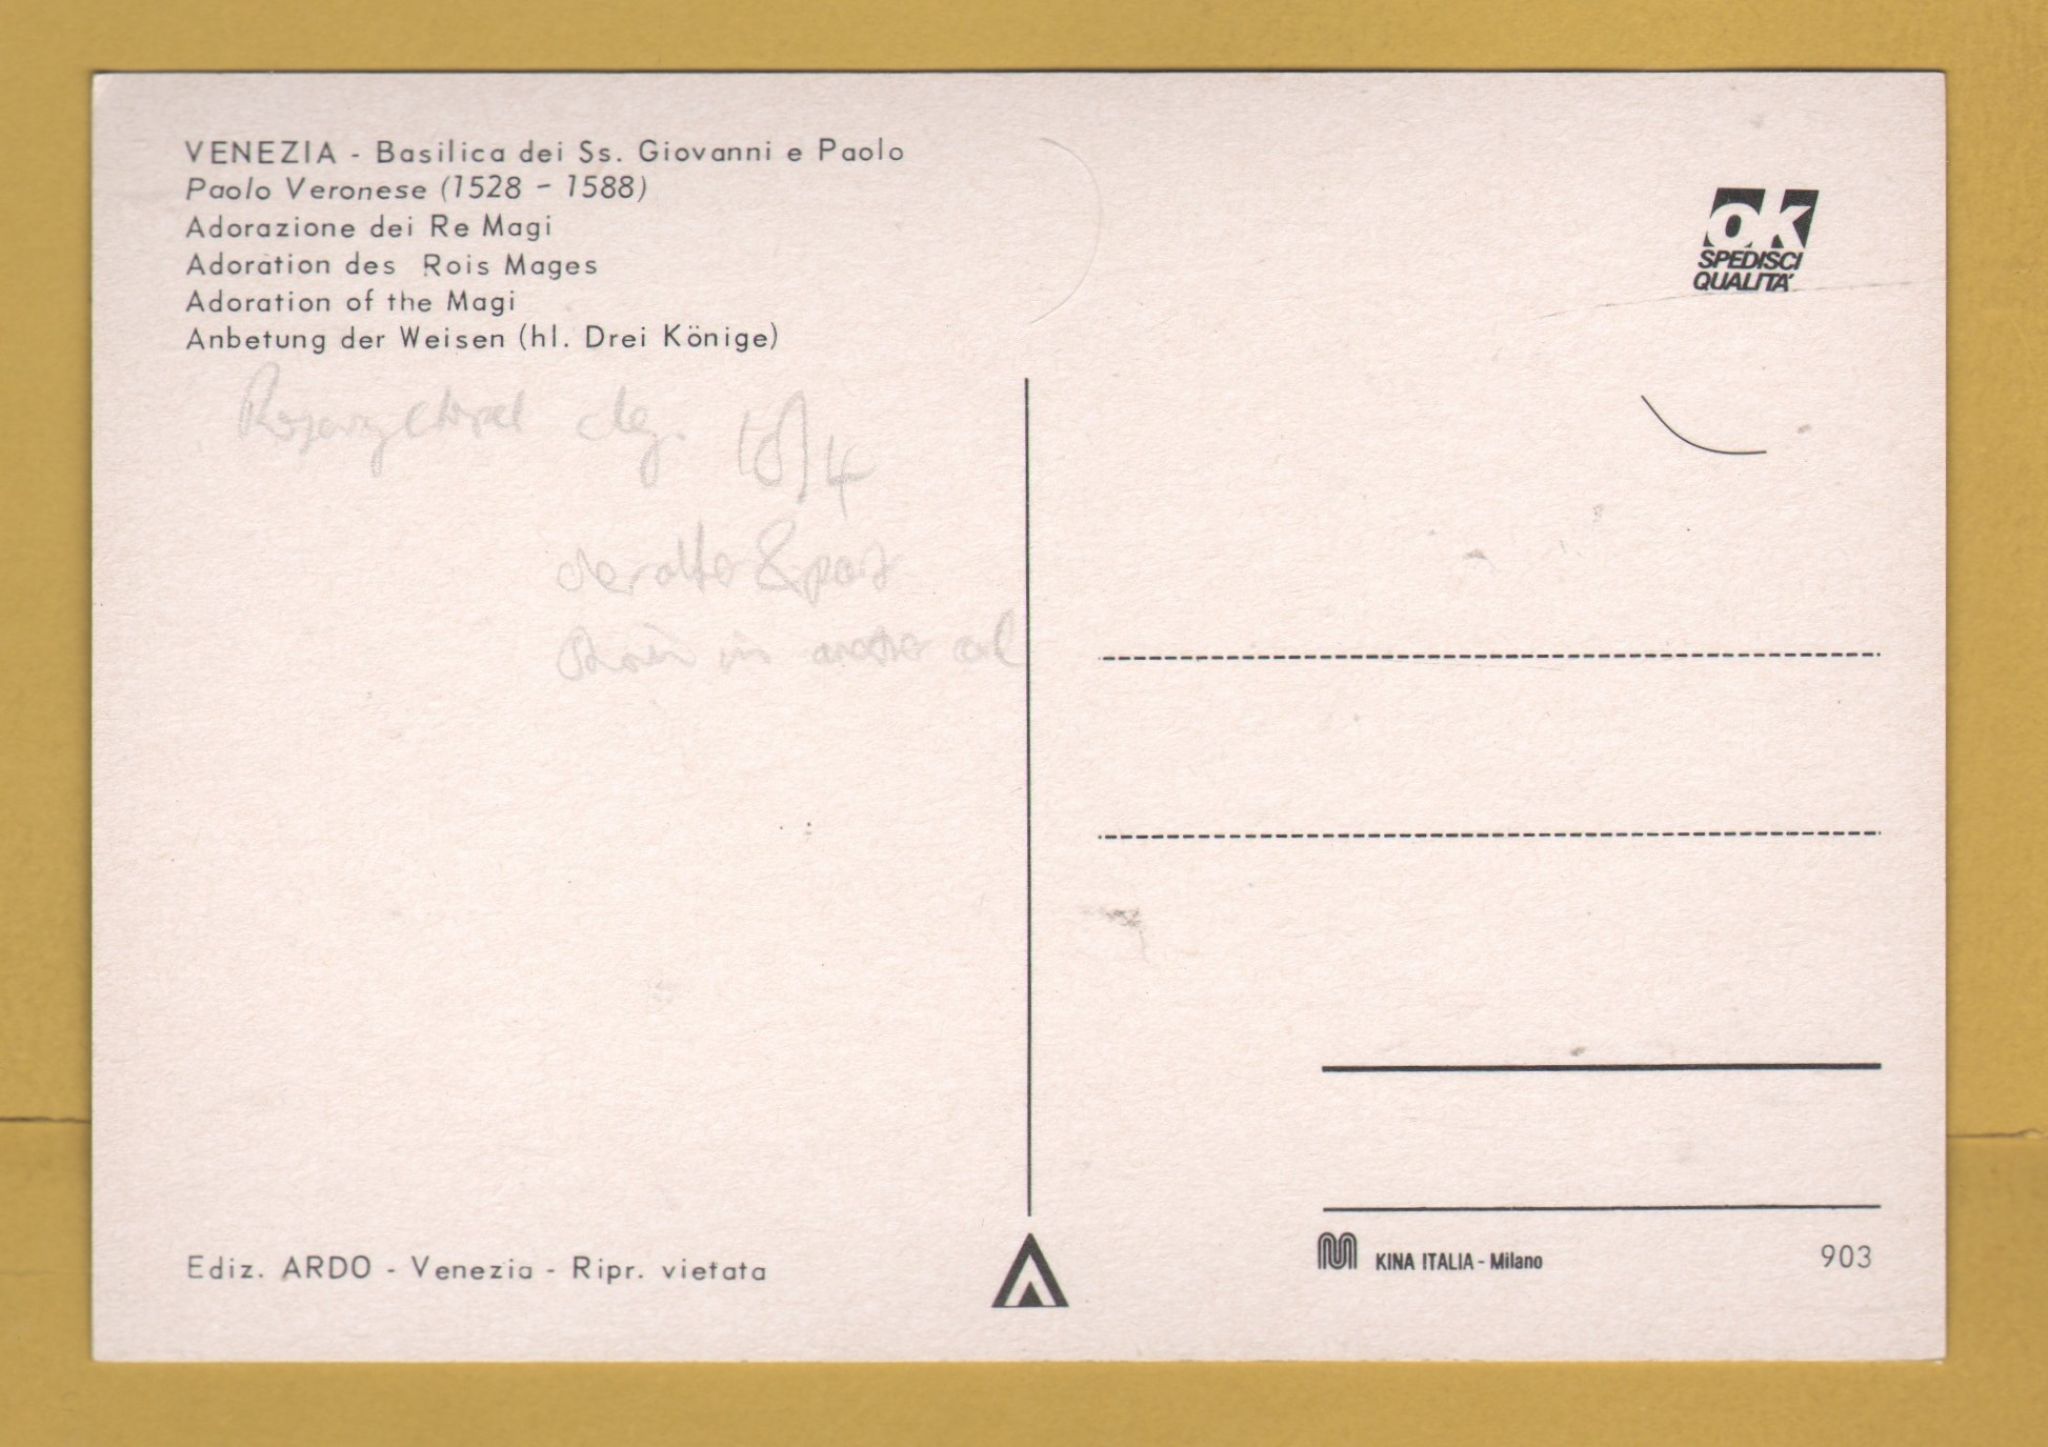 VENEZIA - Basilica dei Ss. Giovanni e Paolo
Paolo Veronese (1528 - 1588)
Adorazione dei Re Magi
Adoration des Rois Mages
Adoration of the Magi
Anbetung der Weisen (hl. Drei Könige)
OK
SPEDISCI
QUALITÀ
in another
Ediz. ARDO - Venezia - Ripr. vietata
KINA ITALIA - Milano
903